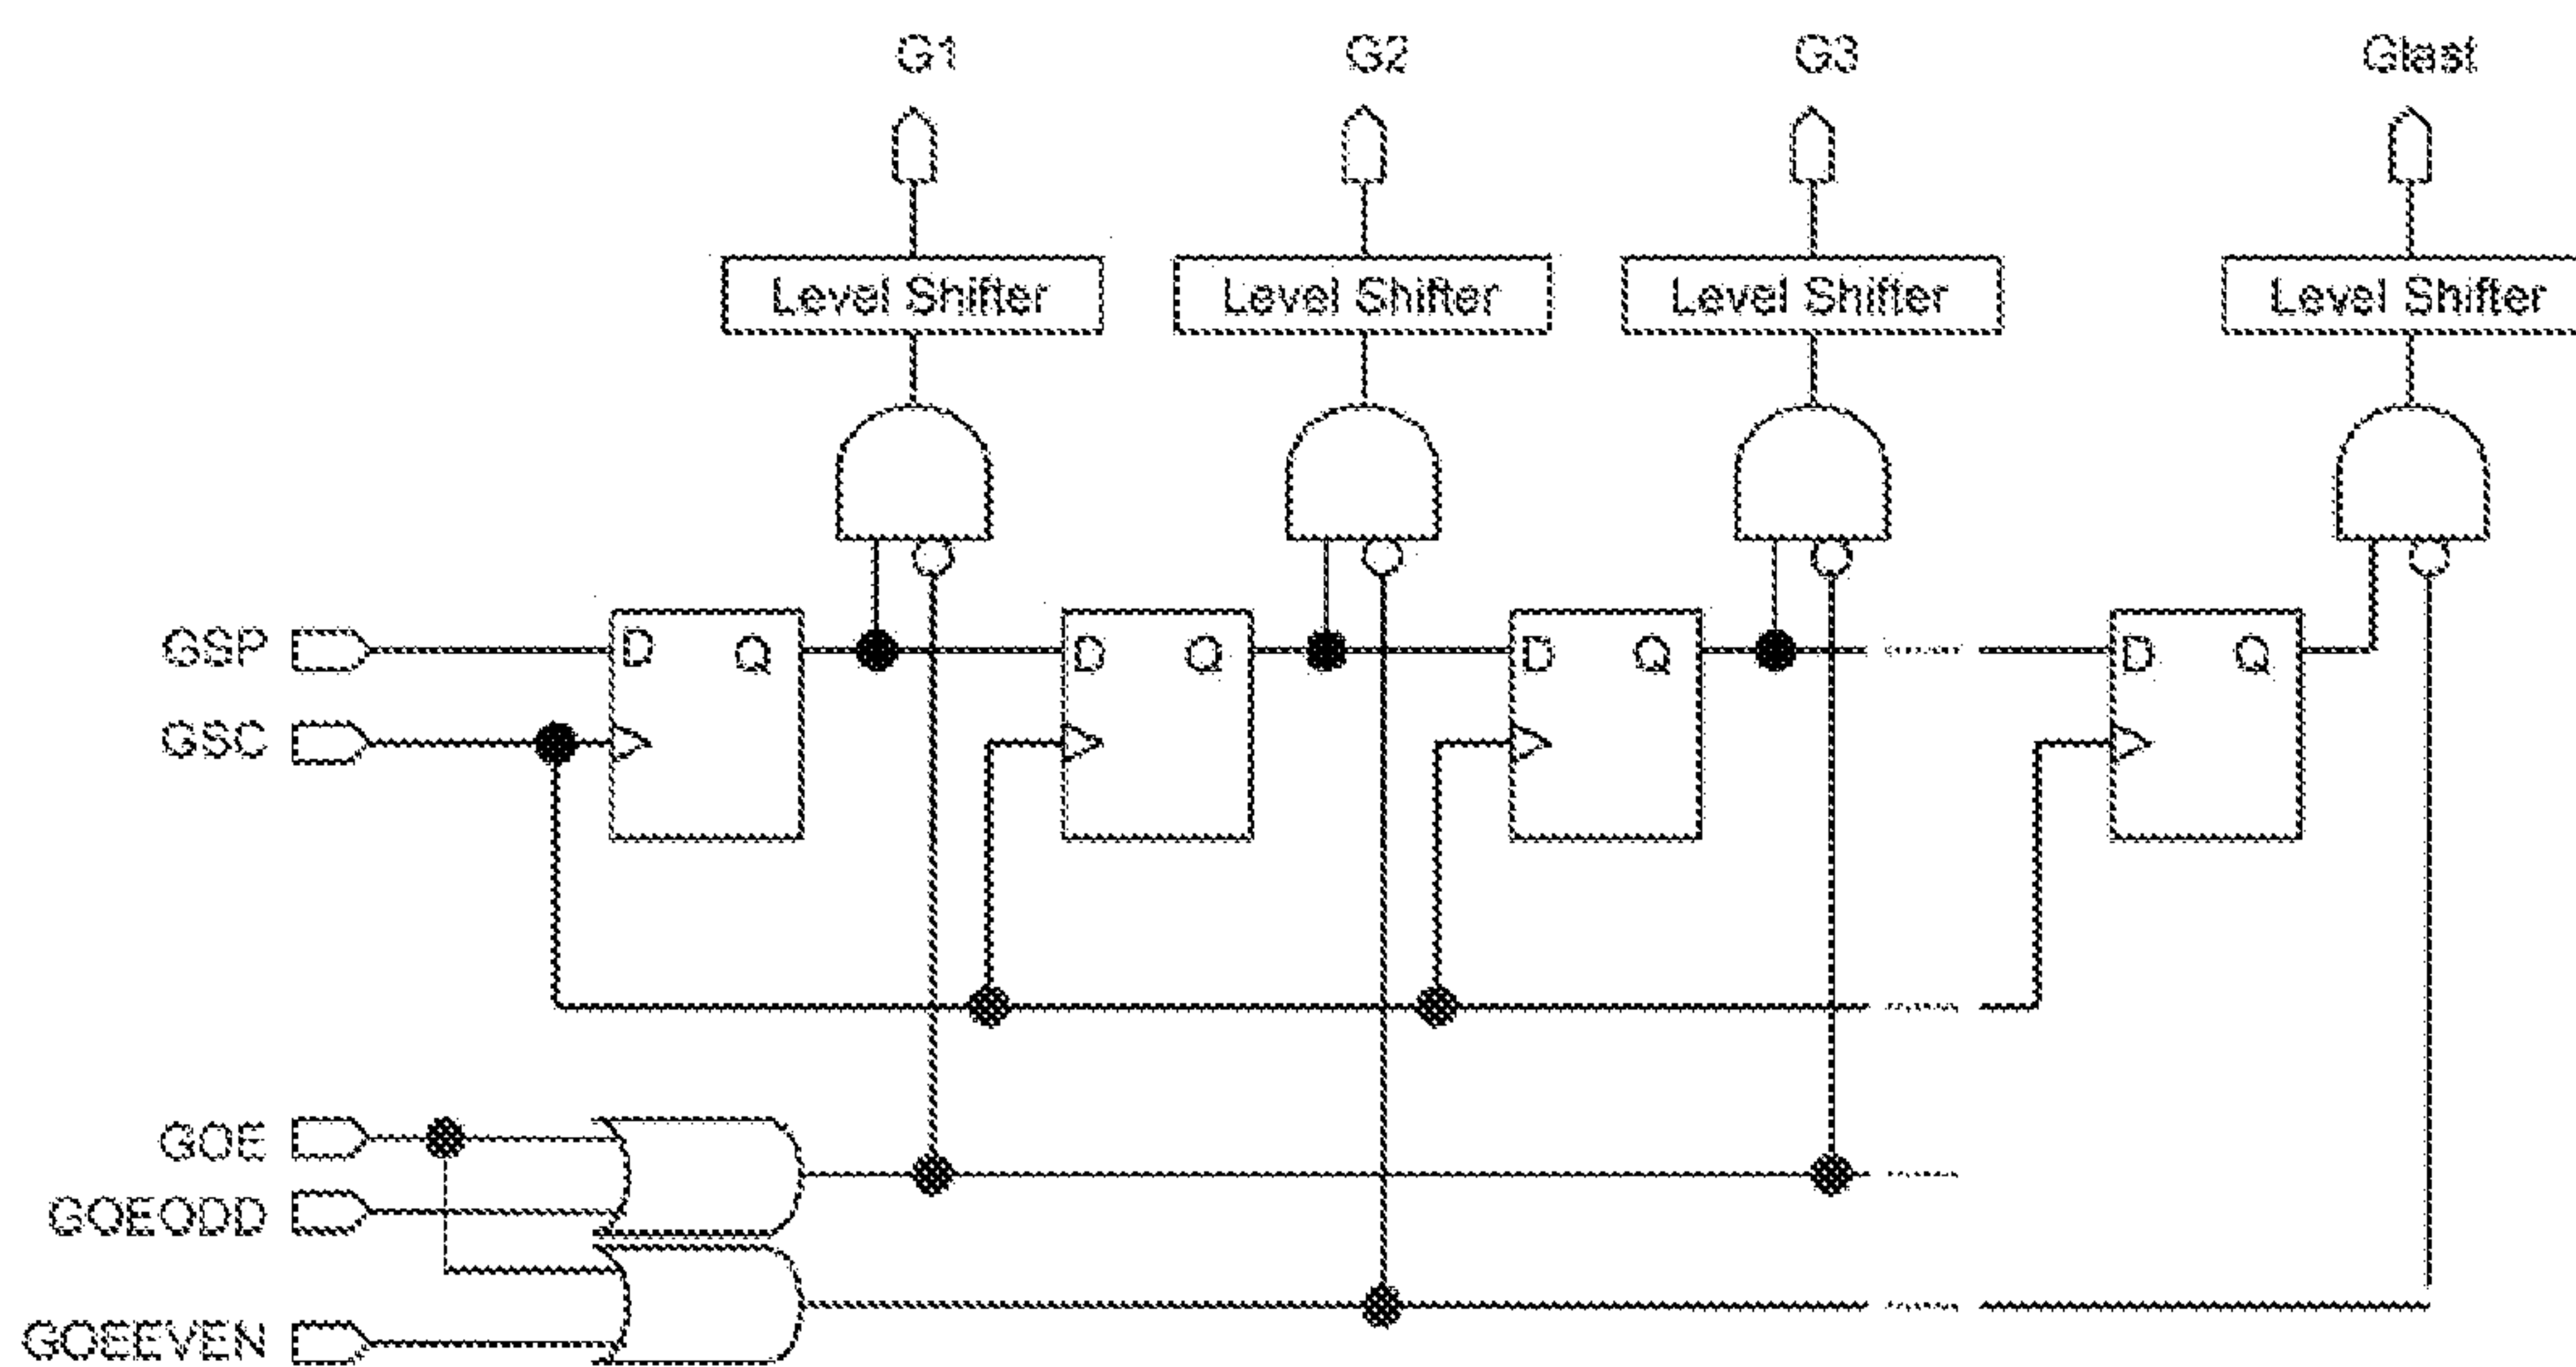 G1 G2 G3 Glast
Level Shifter Level Shifter Level Shifter Level Shifter
GSP D Q D Q D Q D Q
GSC
GOE
GOEODD
GOEEVEN